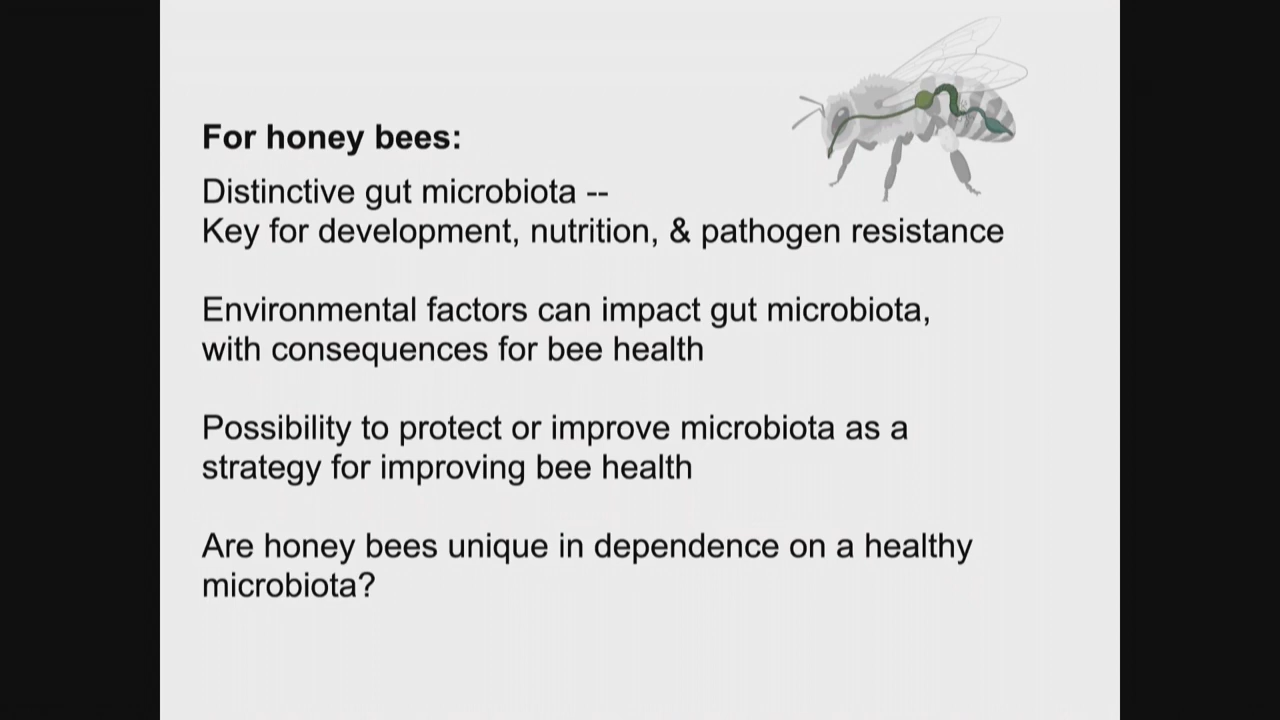 For honey bees:
Distinctive gut microbiota --
Key for development, nutrition, & pathogen resistance
Environmental factors can impact gut microbiota,
with consequences for bee health
Possibility to protect or improve microbiota as a
strategy for improving bee health
Are honey bees unique in dependence on a healthy
microbiota?